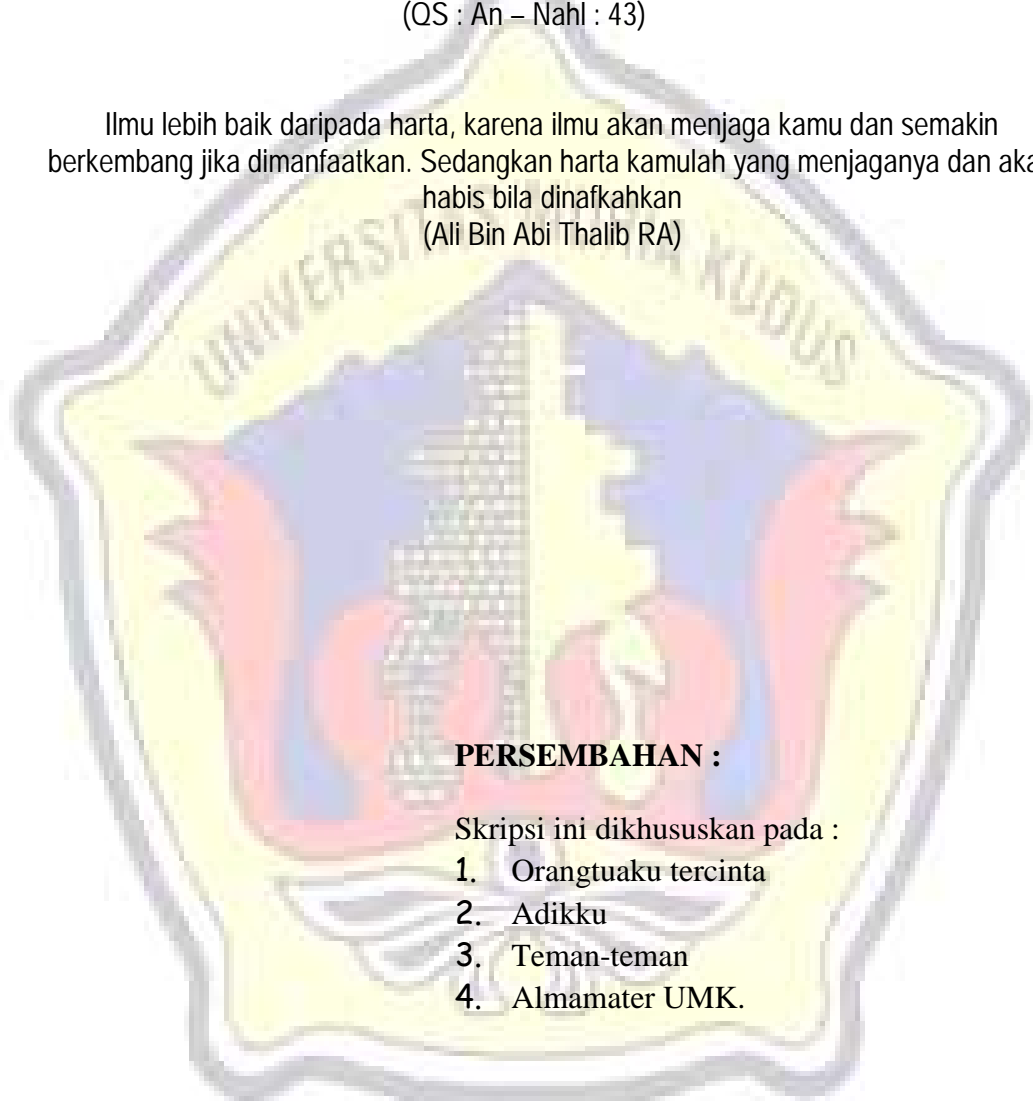 (QS : An – Nahl : 43)
Ilmu lebih baik daripada harta, karena ilmu akan menjaga kamu dan semakin
berkembang jika dimanfaatkan. Sedangkan harta kamulah yang menjaganya dan
habis bila dinafkahkan
(Ali Bin Abi Thalib RA)
UNIVERSITAS MURIA KUDUS
PERSEMBAHAN :
Skripsi ini dikhususkan pada :
1. Orangtuaku tercinta
2. Adikku
3. Teman-teman
4. Almamater UMK.